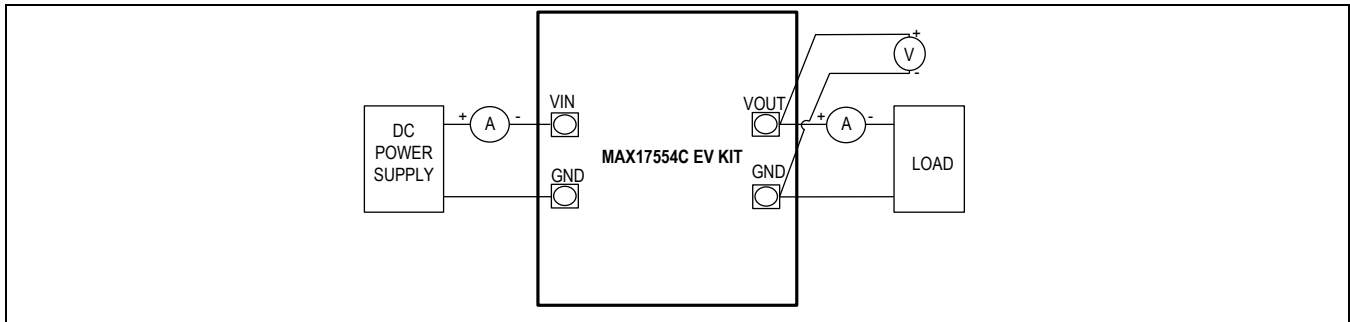 DC
POWER
SUPPLY
+ A -
VIN
GND
MAX17554C EV KIT
VOUT
GND
+
V
-
+ A -
LOAD